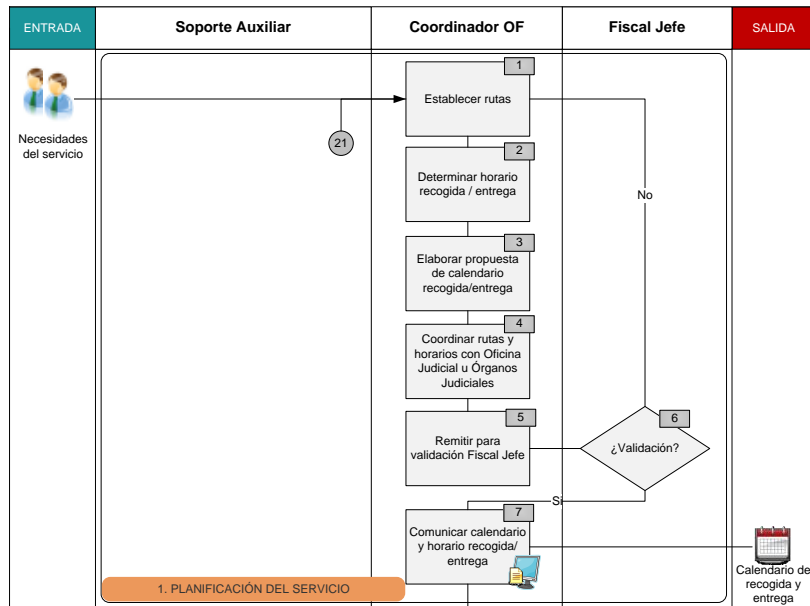 ENTRADA
Soporte Auxiliar
Coordinador OF
Fiscal Jefe
SALIDA
Necesidades
del servicio
21
1
Establecer rutas
2
Determinar horario
recogida / entrega
No
3
Elaborar propuesta
de calendario
recogida/entrega
4
Coordinar rutas y
horarios con Oficina
Judicial u Órganos
Judiciales
5
Remitir para
validación Fiscal Jefe
6
¿Validación?
Si
7
Comunicar calendario
y horario recogida/
entrega
Calendario de
recogida y
entrega
1. PLANIFICACIÓN DEL SERVICIO